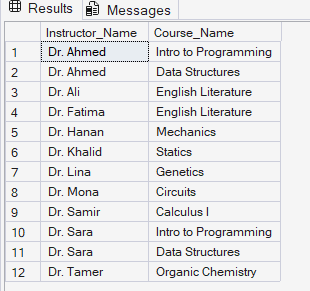 Results Messages
Instructor_Name Course_Name
1 Dr. Ahmed Intro to Programming
2 Dr. Ahmed Data Structures
3 Dr. Ali English Literature
4 Dr. Fatima English Literature
5 Dr. Hanan Mechanics
6 Dr. Khalid Statics
7 Dr. Lina Genetics
8 Dr. Mona Circuits
9 Dr. Samir Calculus I
10 Dr. Sara Intro to Programming
11 Dr. Sara Data Structures
12 Dr. Tamer Organic Chemistry